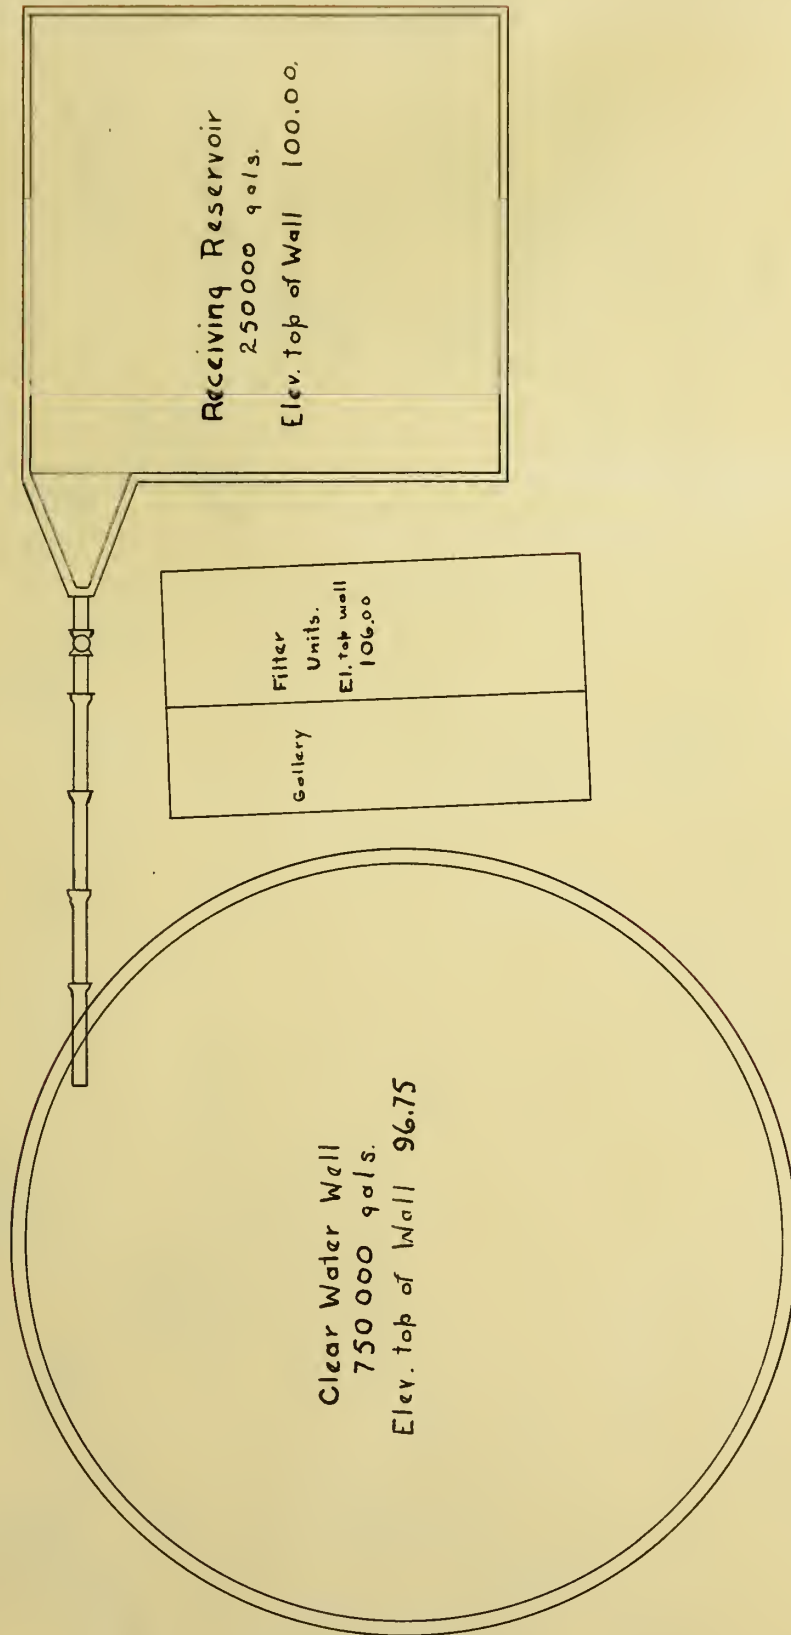 Receiving Reservoir
250000 gals.
Elev. top of Wall 100.00.
Filter
Units.
El. top wall
106.00
Gallery
Clear Water Well
750 000 gals.
Elev. top of Wall 96.75